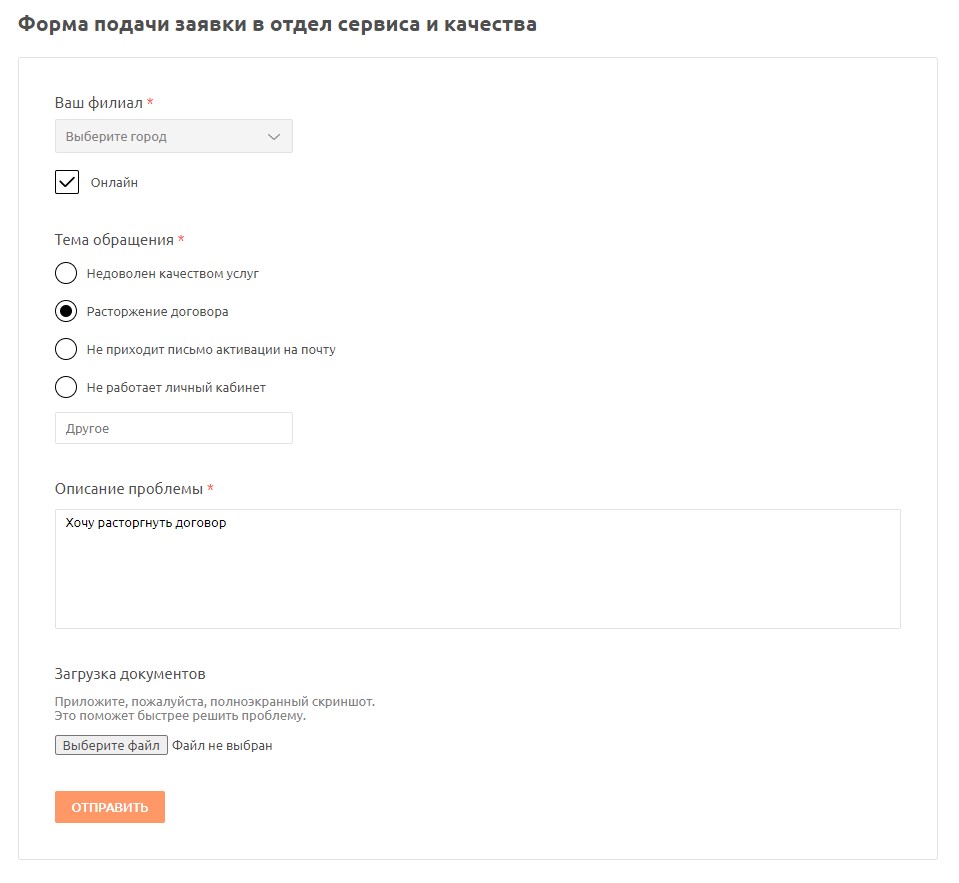 Форма подачи заявки в отдел сервиса и качества
Ваш филиал *
Выберите город
Онлайн
Тема обращения *
Недоволен качеством услуг
Расторжение договора
Не приходит письмо активации на почту
Не работает личный кабинет
Другое
Описание проблемы *
Хочу расторгнуть договор
Загрузка документов
Приложите, пожалуйста, полноэкранный скриншот.
Это поможет быстрее решить проблему.
Выберите файл Файл не выбран
ОТПРАВИТЬ